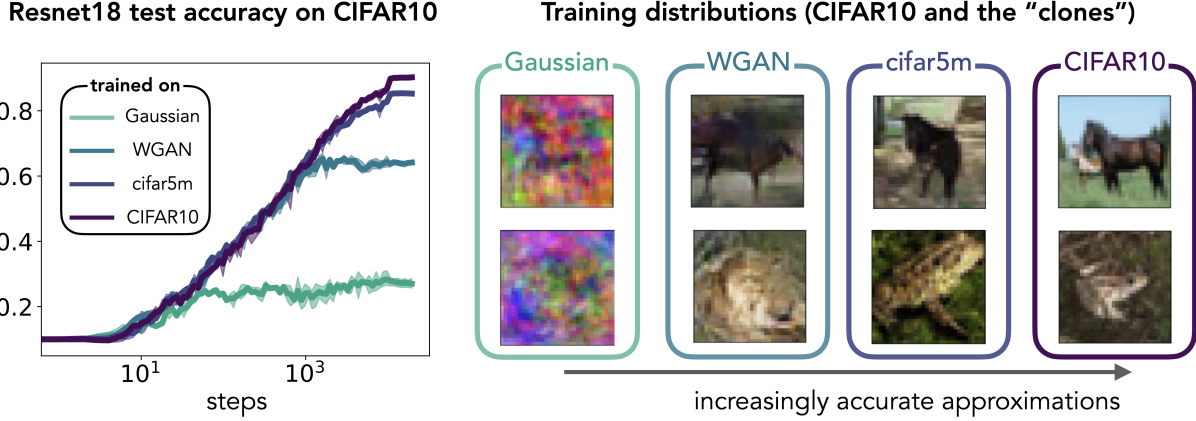 Resnet18 test accuracy on CIFAR10
0.8
0.6
0.4
0.2
trained on
Gaussian
WGAN
cifar5m
CIFAR10
10¹
10³
steps
Training distributions (CIFAR10 and the “clones”)
Gaussian
WGAN
cifar5m
CIFAR10
increasingly accurate approximations